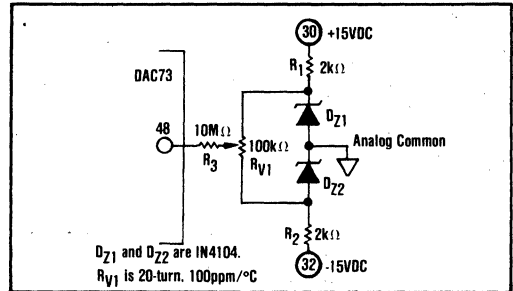 30 +15VDC
R1 2kΩ
DAC73
DZ1
48
10MΩ
R3
100kΩ
RV1
Analog Common
DZ2
R2 2kΩ
32 -15VDC
DZ1 and DZ2 are IN4104.
RV1 is 20-turn, 100ppm/°C